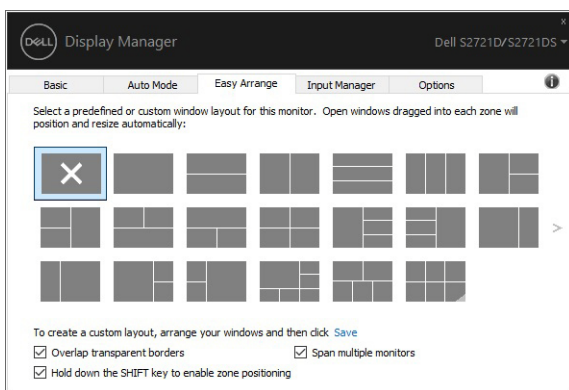 DELL Display Manager
Dell S2721D/S2721DS
Basic
Auto Mode
Easy Arrange
Input Manager
Options
Select a predefined or custom window layout for this monitor. Open windows dragged into each zone will
position and resize automatically:
To create a custom layout, arrange your windows and then click Save
Overlap transparent borders
Span multiple monitors
Hold down the SHIFT key to enable zone positioning